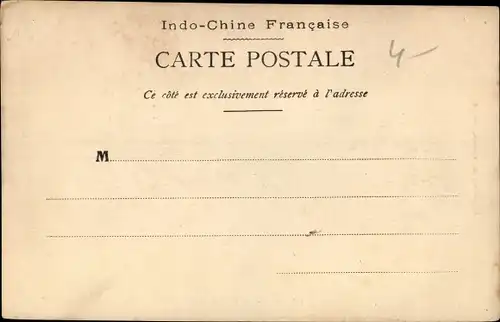 Indo-Chine Française
CARTE POSTALE
4-
Ce côté est exclusivement réservé à l'adresse
M